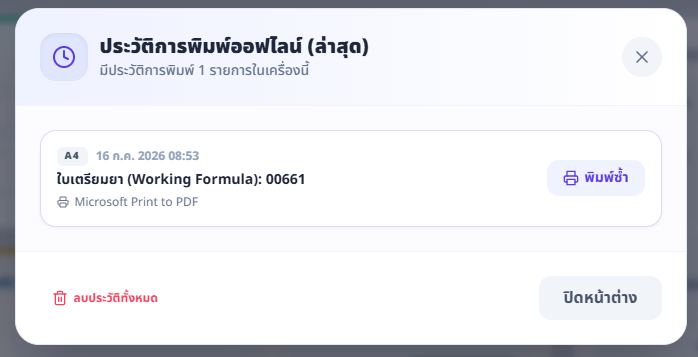 ประวัติการพิมพ์ออฟไลน์ (ล่าสุด)
มีประวัติการพิมพ์ 1 รายการในเครื่องนี้
A4 16 ก.ค. 2026 08:53
ใบเตรียมยา (Working Formula): 00661
Microsoft Print to PDF
พิมพ์ซ้ำ
ลบประวัติทั้งหมด
ปิดหน้าต่าง